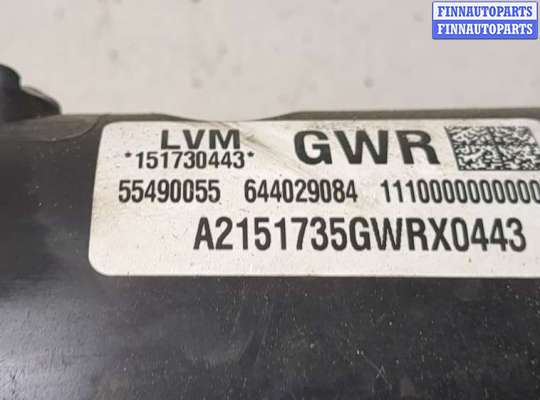 FINNAUTOPARTS
FINNAUTOPARTS
LVM GWR
*151730443*
55490055 644029084 1110000000000
A2151735GWRX0443